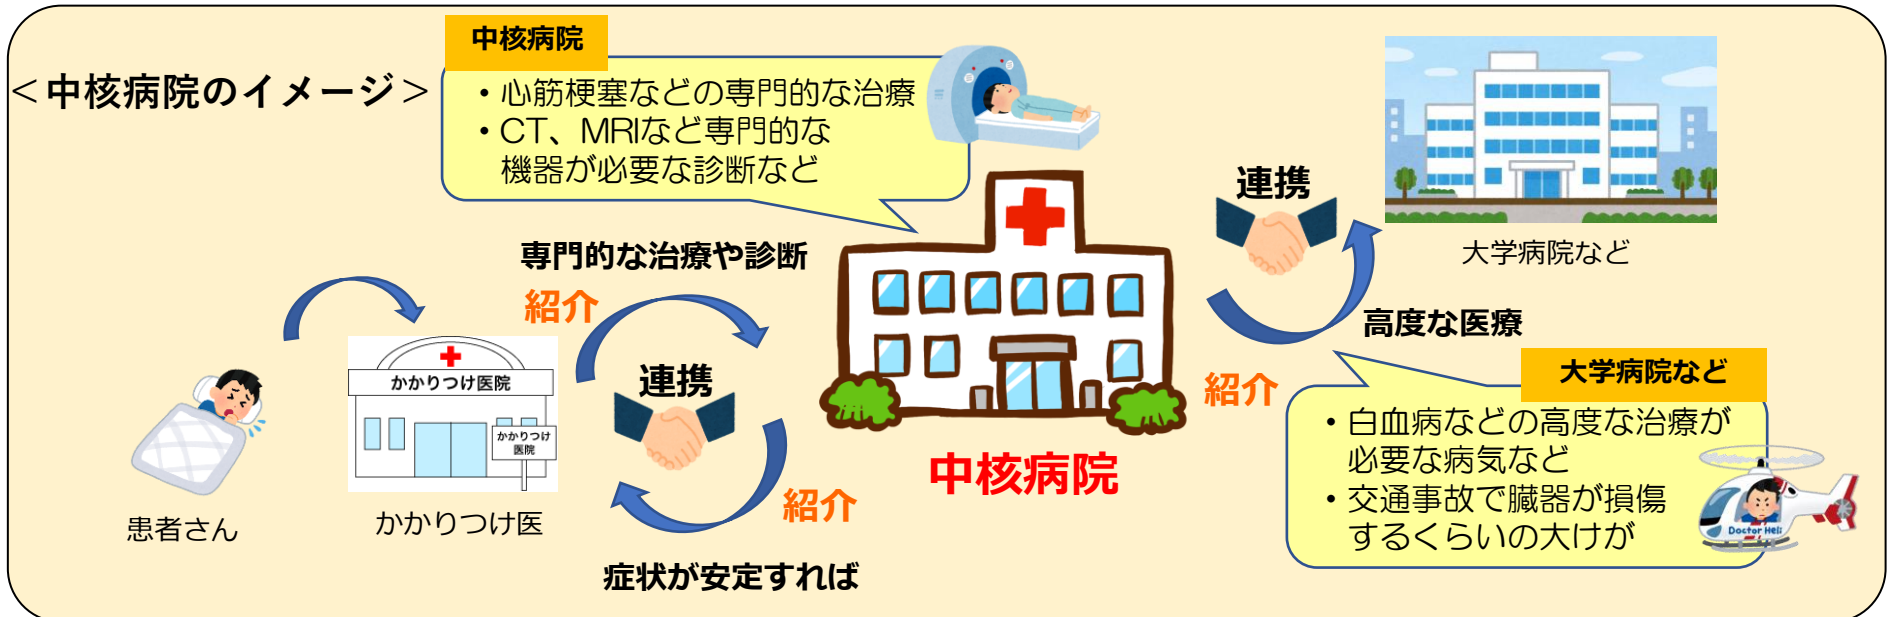 ＜中核病院のイメージ＞
中核病院
・心筋梗塞などの専門的な治療
・CT、MRIなど専門的な
機器が必要な診断など
専門的な治療や診断
紹介
連携
かかりつけ医院
かかりつけ
医院
患者さん
かかりつけ医
紹介
症状が安定すれば
中核病院
連携
大学病院など
高度な医療
紹介
大学病院など
・白血病などの高度な治療が
必要な病気など
・交通事故で臓器が損傷
するくらいの大けが
Doctor Heli